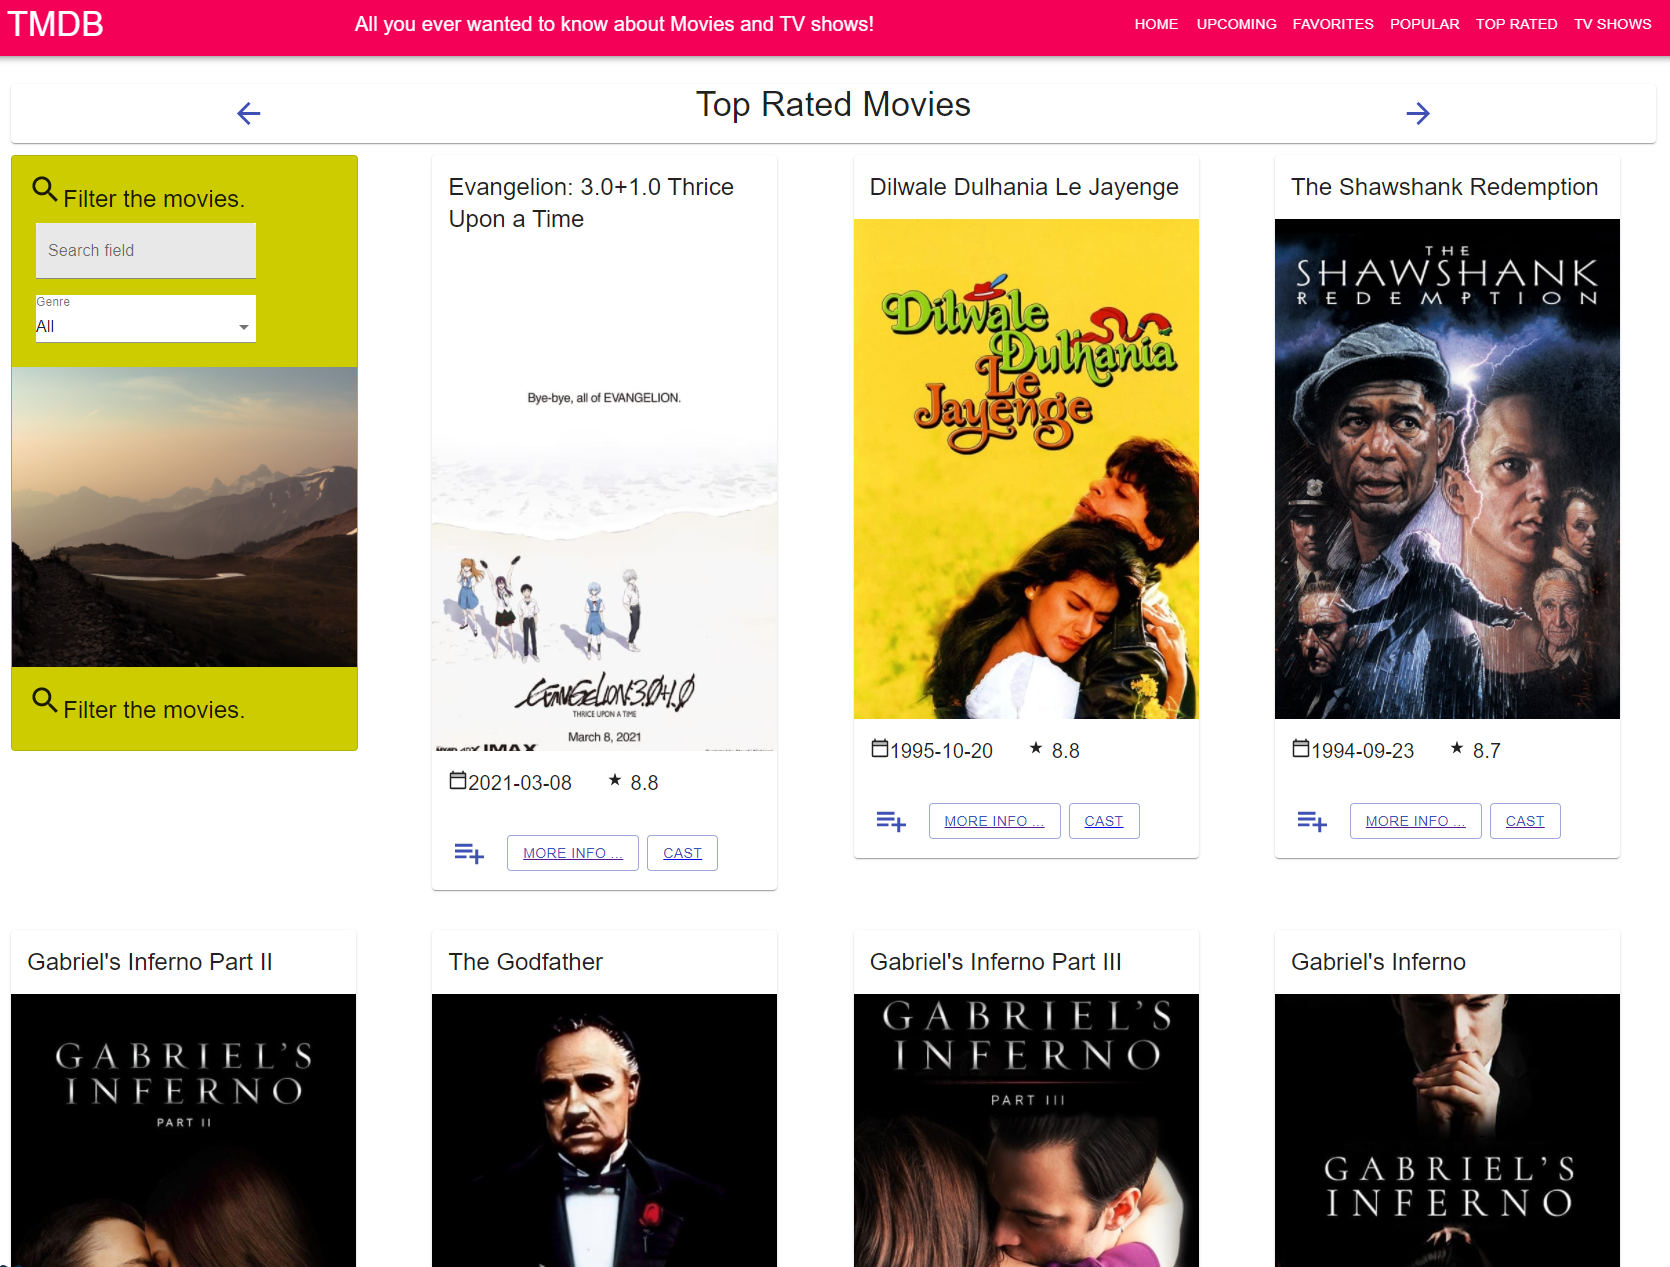 TMDB
All you ever wanted to know about Movies and TV shows!
HOME UPCOMING FAVORITES POPULAR TOP RATED TV SHOWS
Top Rated Movies
Filter the movies.
Search field
Genre
All
Filter the movies.
Evangelion: 3.0+1.0 Thrice
Upon a Time
Bye-bye, all of EVANGELION.
EVANGELION:3.0+1.0
THRICE UPON A TIME
March 8, 2021
IMAX
2021-03-08 8.8
MORE INFO ... CAST
Dilwale Dulhania Le Jayenge
Dilwale
Dulhania
Le
Jayenge
1995-10-20 8.8
MORE INFO ... CAST
The Shawshank Redemption
THE
SHAWSHANK
REDEMPTION
1994-09-23 8.7
MORE INFO ... CAST
Gabriel's Inferno Part II
GABRIEL'S
INFERNO
PART II
The Godfather
Gabriel's Inferno Part III
GABRIEL'S
INFERNO
PART III
Gabriel's Inferno
GABRIEL'S
INFERNO